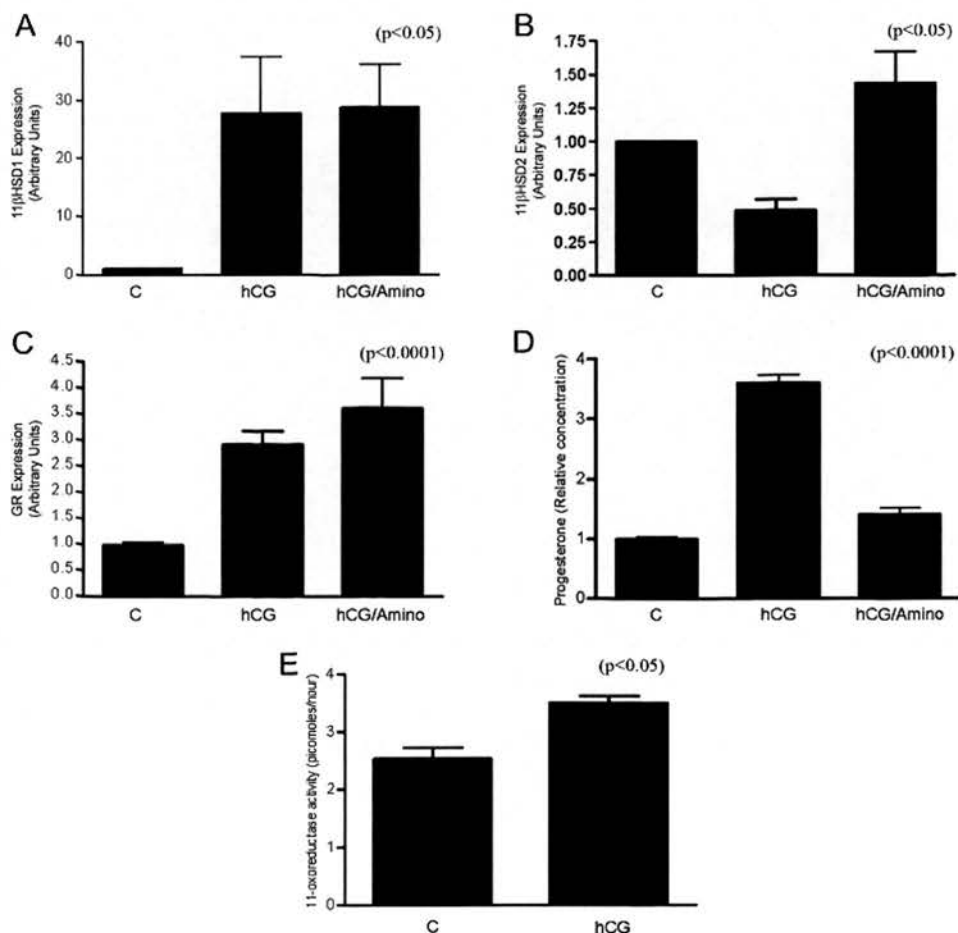 A
(p<0.05)
11βHSD1 Expression
(Arbitrary Units)
40
30
20
10
0
C hCG hCG/Amino
B
(p<0.05)
11βHSD2 Expression
(Arbitrary Units)
1.75
1.50
1.25
1.00
0.75
0.50
0.25
0.00
C hCG hCG/Amino
C
(p<0.0001)
GR Expression
(Arbitrary Units)
4.5
4.0
3.5
3.0
2.5
2.0
1.5
1.0
0.5
0.0
C hCG hCG/Amino
D
(p<0.0001)
Progesterone (Relative concentration)
4
3
2
1
0
C hCG hCG/Amino
E
(p<0.05)
11-oxoreductase activity (picomoles/hour)
4
3
2
1
0
C hCG